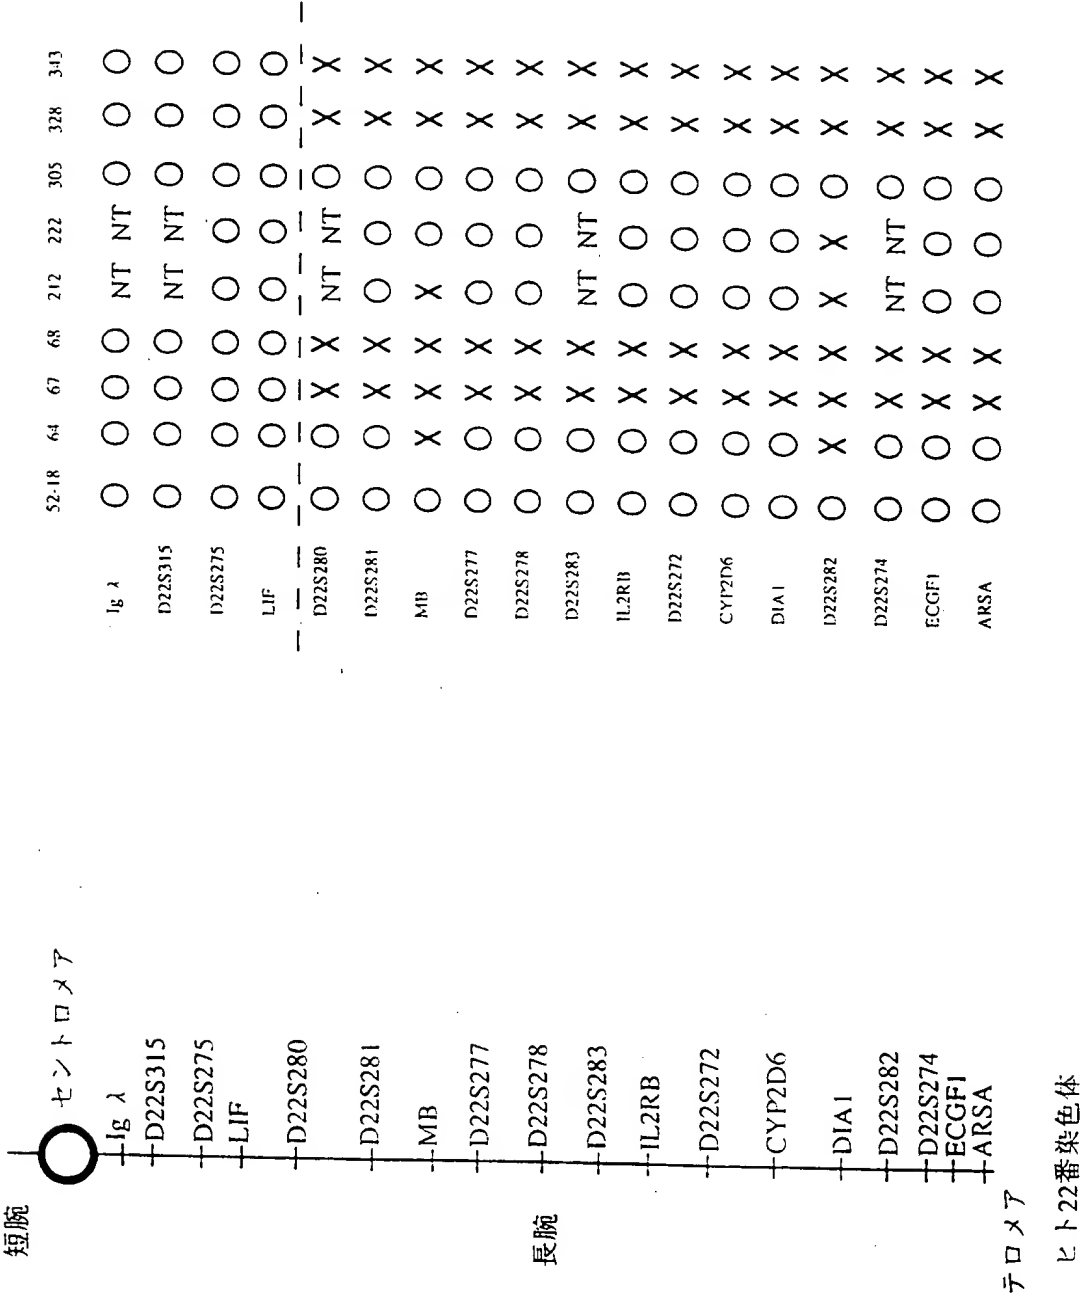 52-18 64 67 68 212 222 305 328 343
Ig λ O O O O NT NT O O O
D22S315 O O O O NT NT O O O
D22S275 O O O O O O O O O
LIF O O O O O O O O O
D22S280 O O X X NT NT O X X
D22S281 O O X X O O O X X
MB O X X X X O O X X
D22S277 O O X X O O O X X
D22S278 O O X X O O O X X
D22S283 O O X X NT NT O X X
IL2RB O O X X O O O X X
D22S272 O O X X O O O X X
CYP2D6 O O X X O O O X X
DIA1 O O X X O O O X X
D22S282 O X X X X X O X X
D22S274 O O X X NT NT O X X
ECGF1 O O X X O O O X X
ARSA O O X X O O O X X
短腕
セントロメア
Ig λ
D22S315
D22S275
LIF
D22S280
D22S281
MB
D22S277
D22S278
D22S283
IL2RB
D22S272
CYP2D6
DIA1
D22S282
D22S274
ECGF1
ARSA
長腕
テロメア
ヒト22番染色体